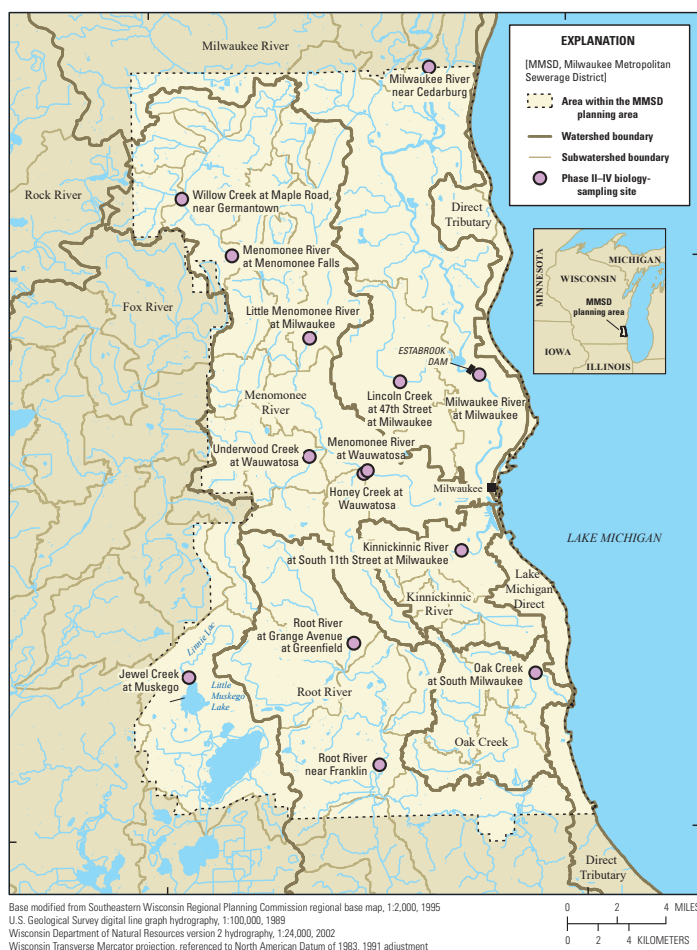 Milwaukee River
Milwaukee River
near Cedarburg
EXPLANATION
[MMSD, Milwaukee Metropolitan
Sewerage District]
Area within the MMSD
planning area
Watershed boundary
Subwatershed boundary
Phase II–IV biology-
sampling site
Rock River
Willow Creek at Maple Road,
near Germantown
Direct
Tributary
Menomonee River
at Menomonee Falls
MINNESOTA
MICHIGAN
WISCONSIN
MMSD
planning area
IOWA
ILLINOIS
Fox River
Little Menomonee River
at Milwaukee
ESTABROOK
DAM
Lincoln Creek
at 47th Street
at Milwaukee
Milwaukee River
at Milwaukee
Menomonee
River
Menomonee River
at Wauwatosa
Underwood Creek
at Wauwatosa
Honey Creek at
Wauwatosa
Milwaukee
LAKE MICHIGAN
Kinnickinnic River
at South 11th Street at Milwaukee
Lake
Michigan
Direct
Kinnickinnic
River
Root River
at Grange Avenue
at Greenfield
Linnie Lac
Jewel Creek
at Muskego
Little
Muskego
Lake
Root River
Oak Creek
at South Milwaukee
Oak Creek
Root River
near Franklin
Direct
Tributary
Base modified from Southeastern Wisconsin Regional Planning Commission regional base map, 1:2,000, 1995
U.S. Geological Survey digital line graph hydrography, 1:100,000, 1989
Wisconsin Department of Natural Resources version 2 hydrography, 1:24,000, 2002
Wisconsin Transverse Mercator projection, referenced to North American Datum of 1983, 1991 adjustment
0 2 4 MILES
0 2 4 KILOMETERS